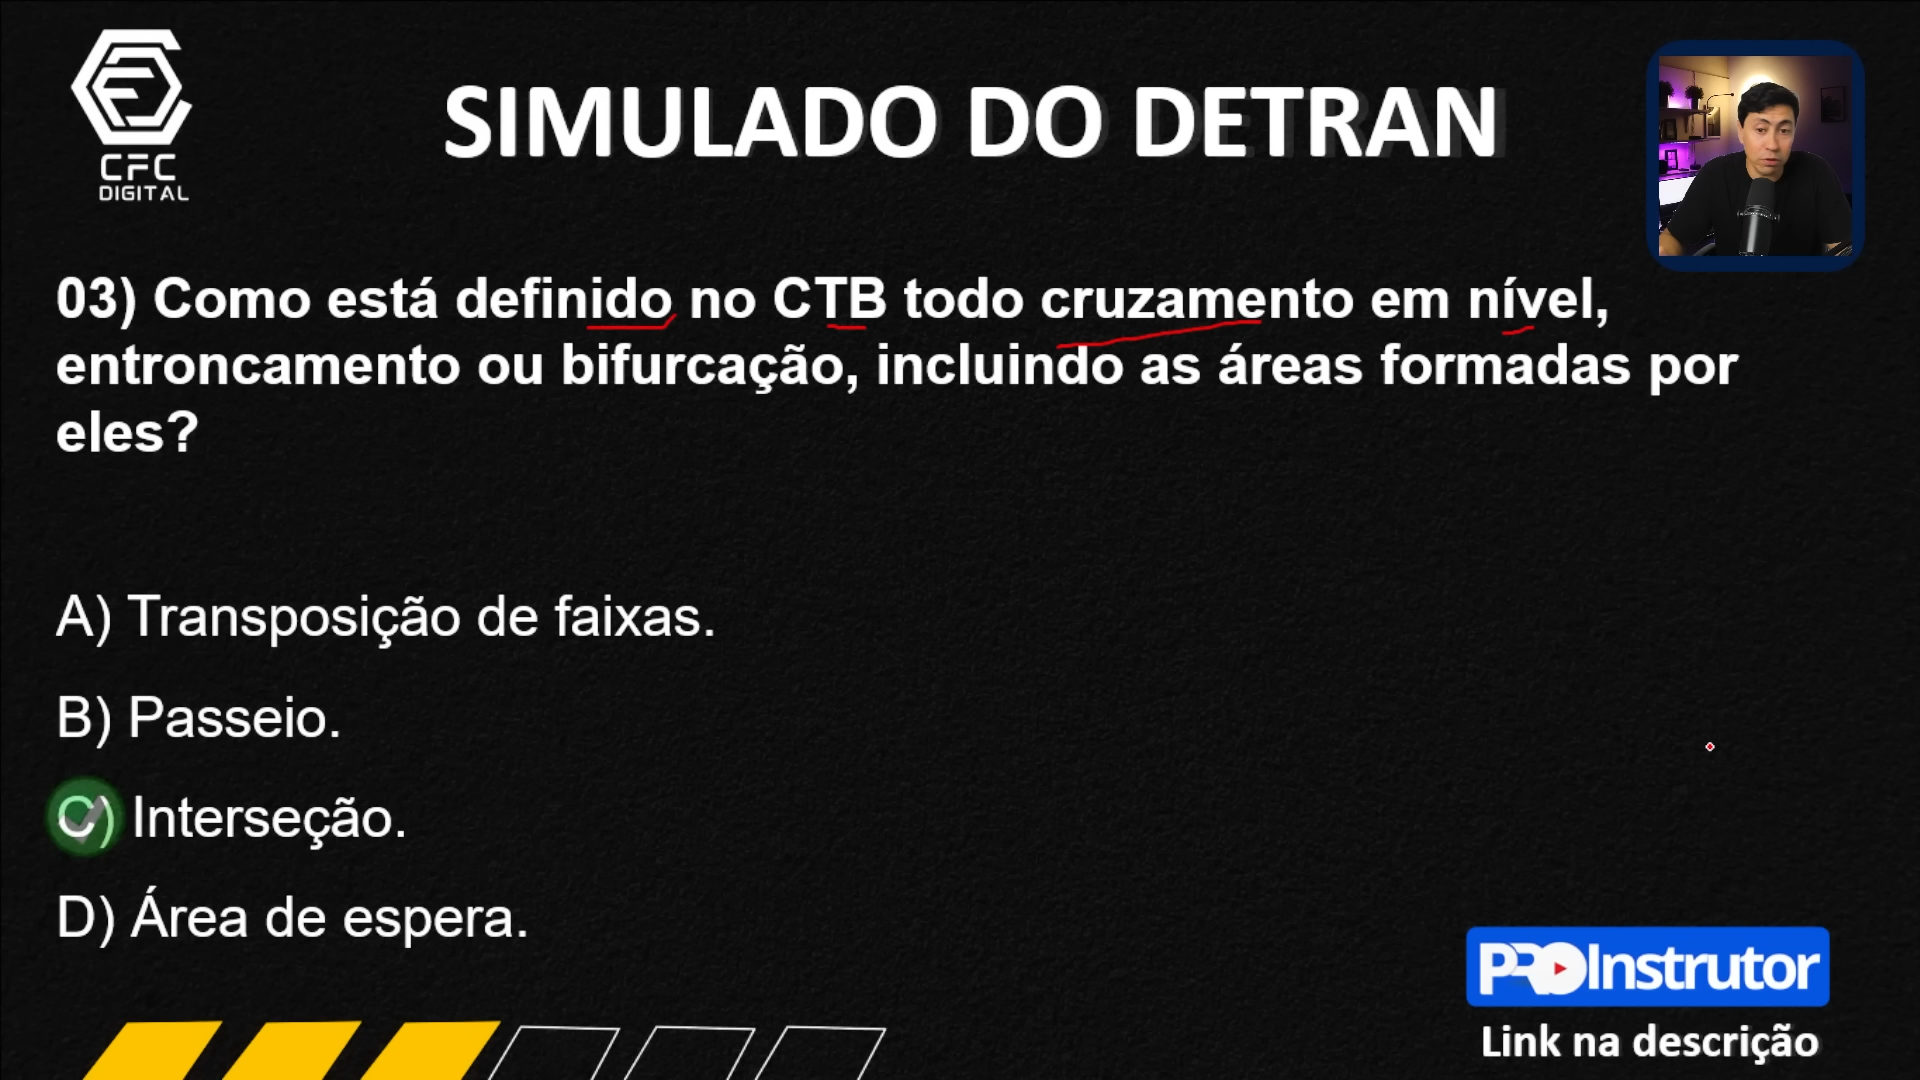 CFC
DIGITAL
SIMULADO DO DETRAN
03) Como está definido no CTB todo cruzamento em nível,
entroncamento ou bifurcação, incluindo as áreas formadas por
eles?
A) Transposição de faixas.
B) Passeio.
C) Interseção.
D) Área de espera.
PROInstrutor
Link na descrição